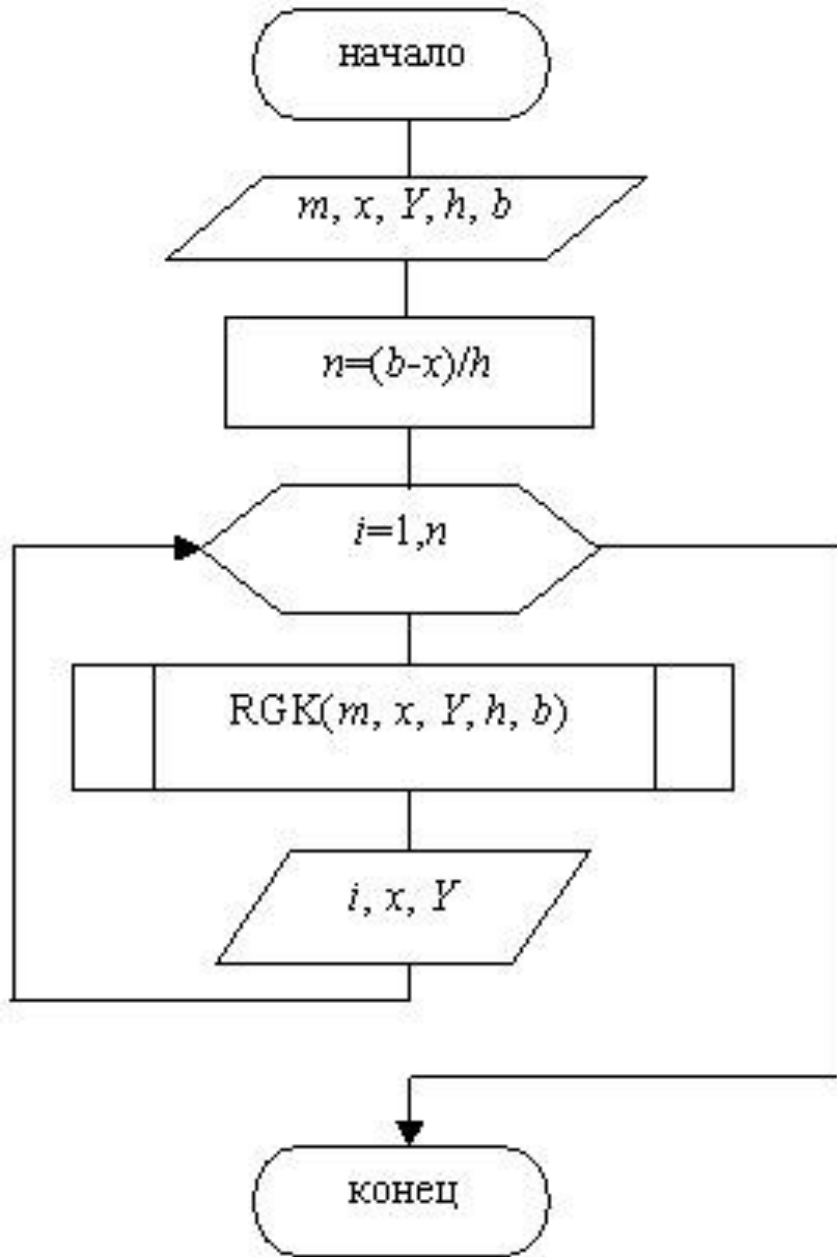 начало
m, x, Y, h, b
n=(b-x)/h
i=1,n
RGK(m, x, Y, h, b)
i, x, Y
конец